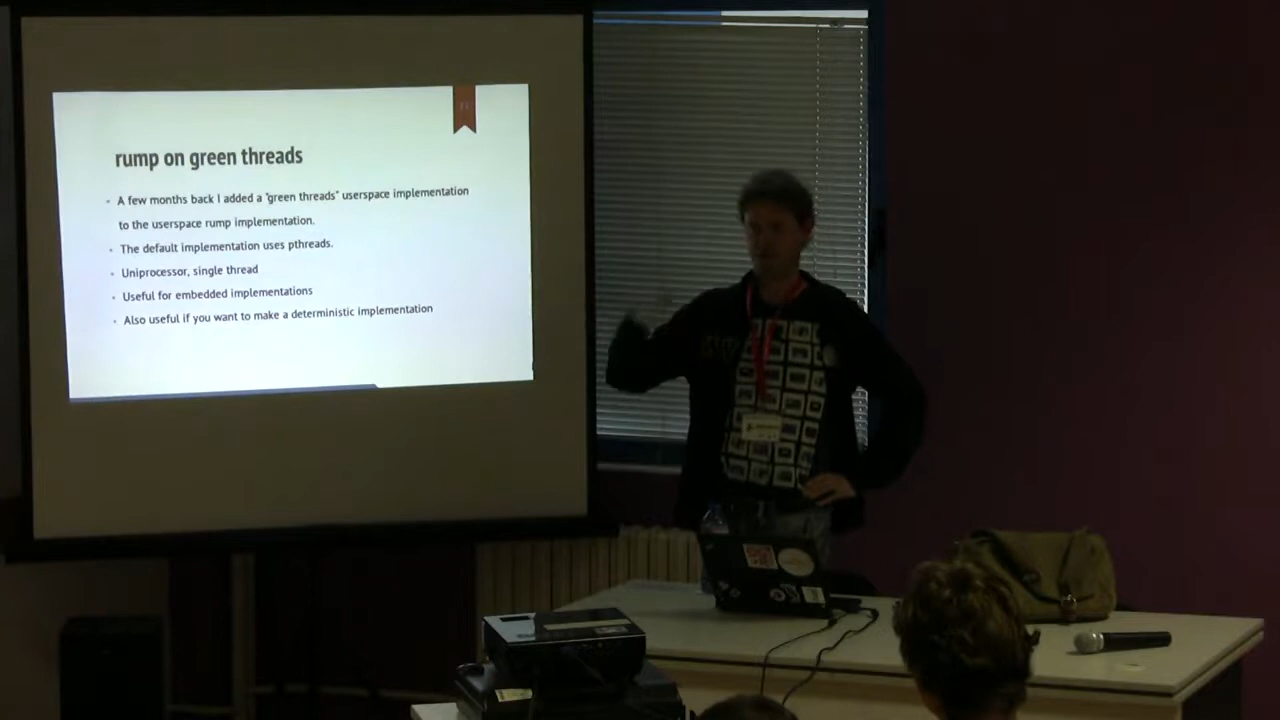 rump on green threads
• A few months back I added a "green threads" userspace implementation
to the userspace rump implementation.
• The default implementation uses pthreads.
• Uniprocessor, single thread
• Useful for embedded implementations
• Also useful if you want to make a deterministic implementation